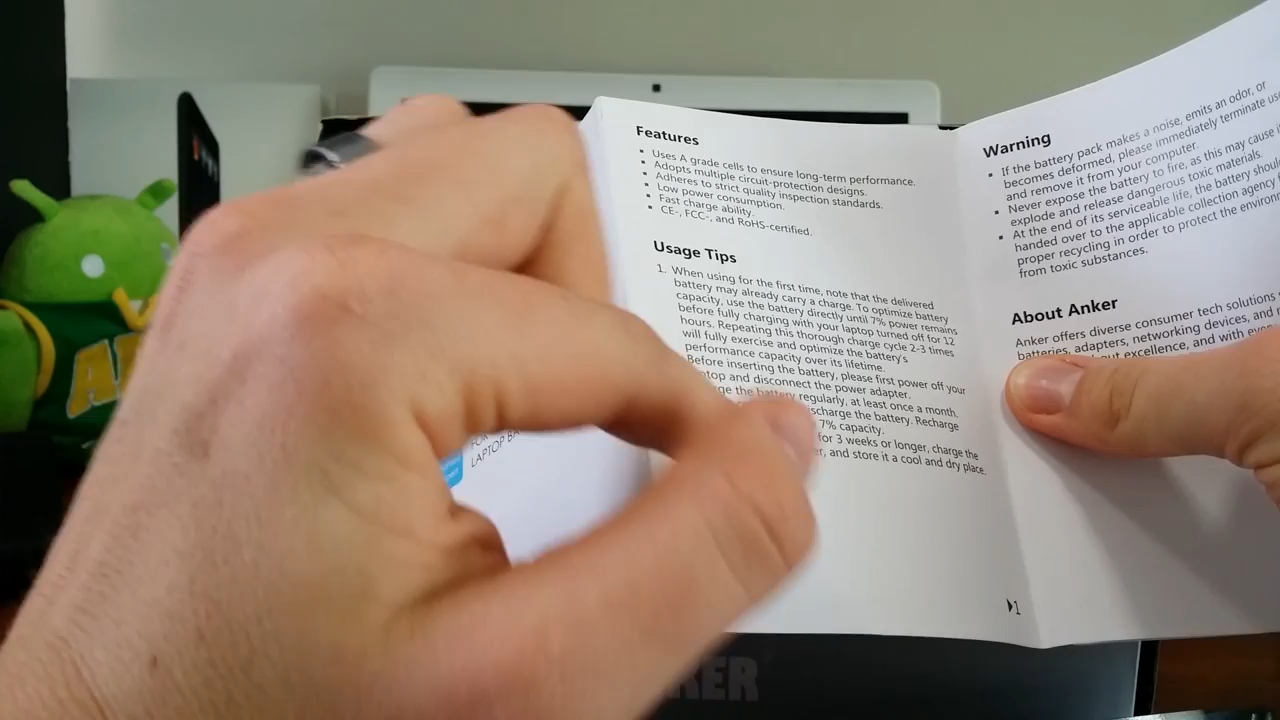 Features
• Uses A grade cells to ensure long-term performance.
• Adopts multiple circuit-protection designs.
• Adheres to strict quality inspection standards.
• Low power consumption.
• Fast charge ability.
• CE-, FCC-, and RoHS-certified.
Usage Tips
1. When using for the first time, note that the delivered
battery may already carry a charge. To optimize battery
capacity, use the battery directly until 7% power remains
before fully charging with your laptop turned off for 12
hours. Repeating this thorough charge cycle 2-3 times
will fully exercise and optimize the battery's
performance capacity over its lifetime.
Before inserting the battery, please first power off your
and disconnect the power adapter.
the battery regularly, at least once a month.
the battery. Recharge
7% capacity.
for 3 weeks or longer, charge the
and store it a cool and dry place.
1
Warning
• If the battery pack makes a noise, emits an odor, or
becomes deformed, please immediately terminate
and remove it from your computer.
• Never expose the battery to fire, as this may cause
explode and release dangerous toxic materials.
• At the end of its serviceable life, the battery
handed over to the applicable collection agency
proper recycling in order to protect the
from toxic substances.
About Anker
Anker offers diverse consumer tech solutions
batteries, adapters, networking devices, and
excellence, and with
LAPTOP